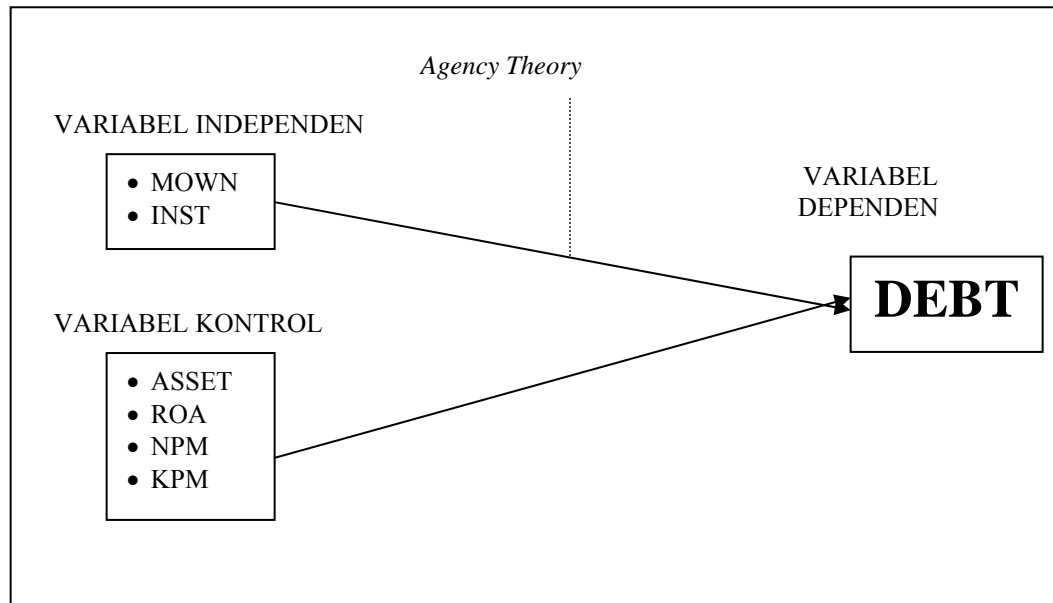 Agency Theory
VARIABEL INDEPENDEN
• MOWN
• INST
VARIABEL
DEPENDEN
DEBT
VARIABEL KONTROL
• ASSET
• ROA
• NPM
• KPM